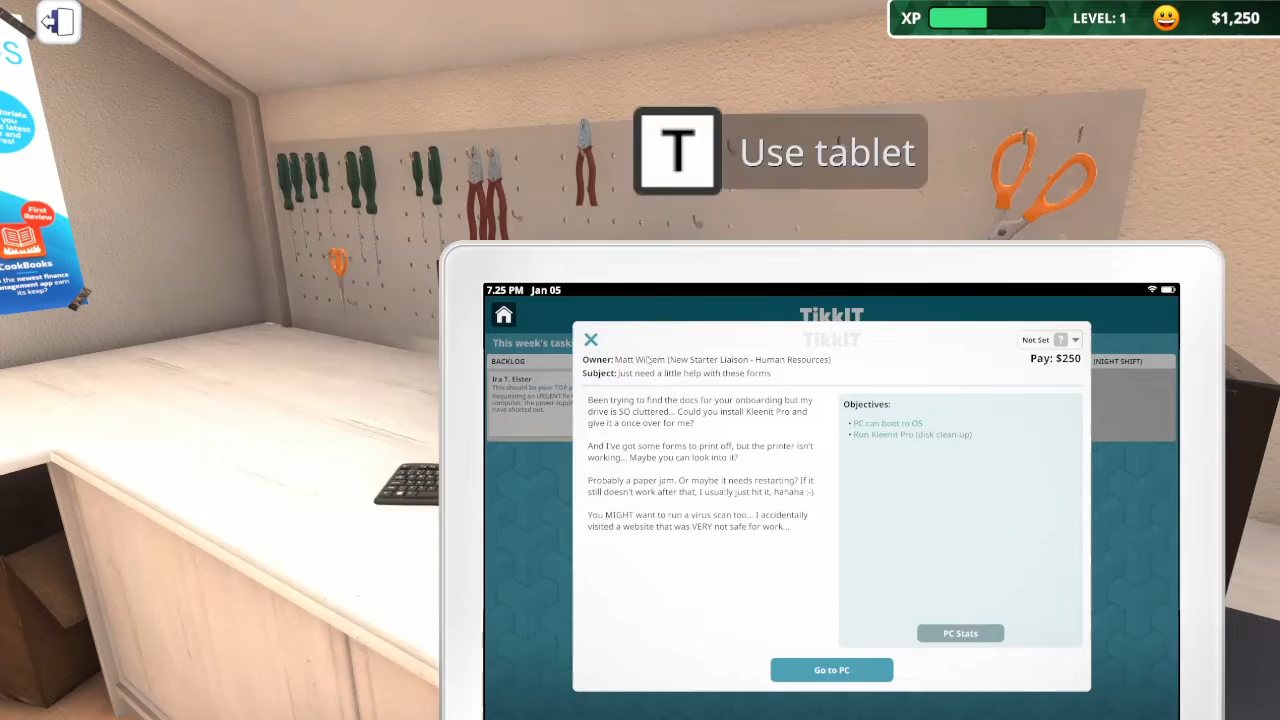 XP
LEVEL: 1
$1,250
T
Use tablet
First
Review
CookBooks
7.25 PM Jan 05
TikkIT
TikkIT
This week's tasks
BACKLOG
Ira T. Elster
Not Set ?
Owner: Matt Wilsem (New Starter Liaison - Human Resources)
Pay: $250
(NIGHT SHIFT)
Subject: Just need a little help with these forms
Been trying to find the docs for your onboarding but my
drive is SO cluttered... Could you install Kleenit Pro and
give it a once over for me?
And I've got some forms to print off, but the printer isn't
working... Maybe you can look into it?
Probably a paper jam. Or maybe it needs restarting? If it
still doesn't work after that, I usually just hit it, hahaha :-)
You MIGHT want to run a virus scan too... I accidentally
visited a website that was VERY not safe for work...
Objectives:
• PC can boot to OS
• Run Kleenit Pro (disk clean-up)
PC Stats
Go to PC